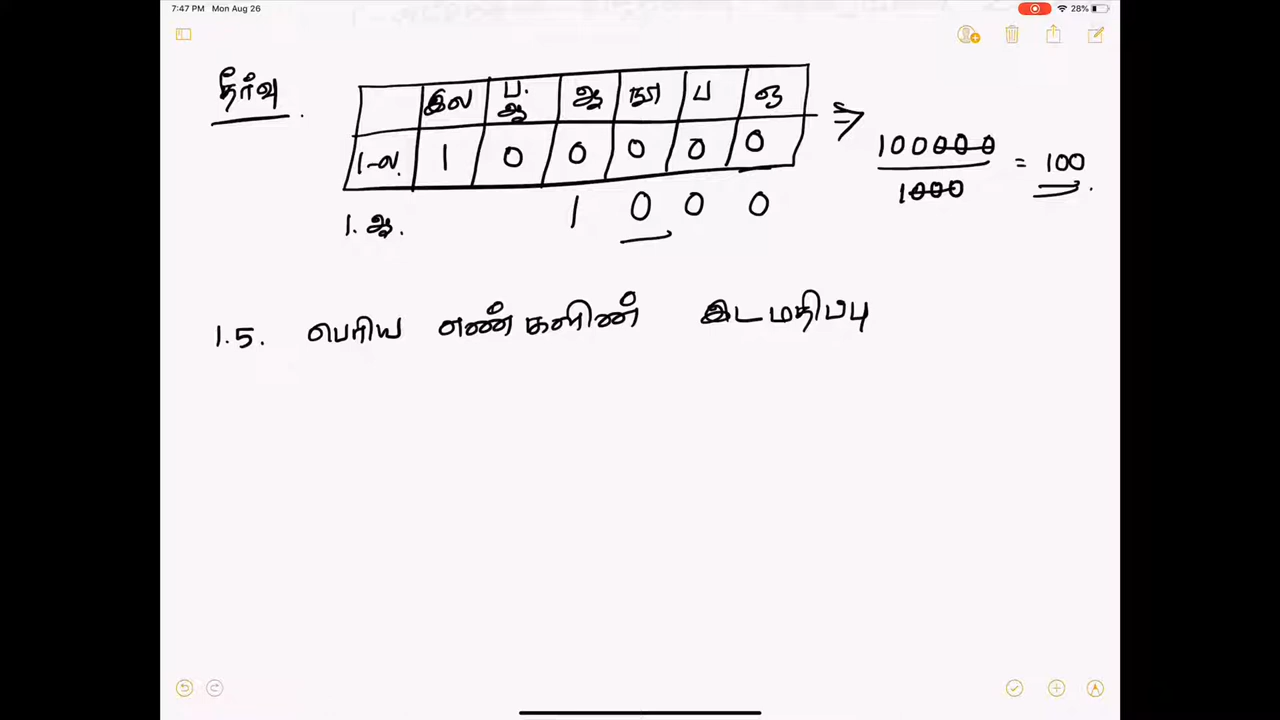 7:47 PM Mon Aug 26
28%
தீர்வு
இல ப.ஆ ஆ நூ ப ஒ
1-ல. 1 0 0 0 0 0
⇒ 100000 / 1000 = 100
1.ஆ. 1 0 0 0
1.5. பெரிய எண்களின் இடமதிப்பு